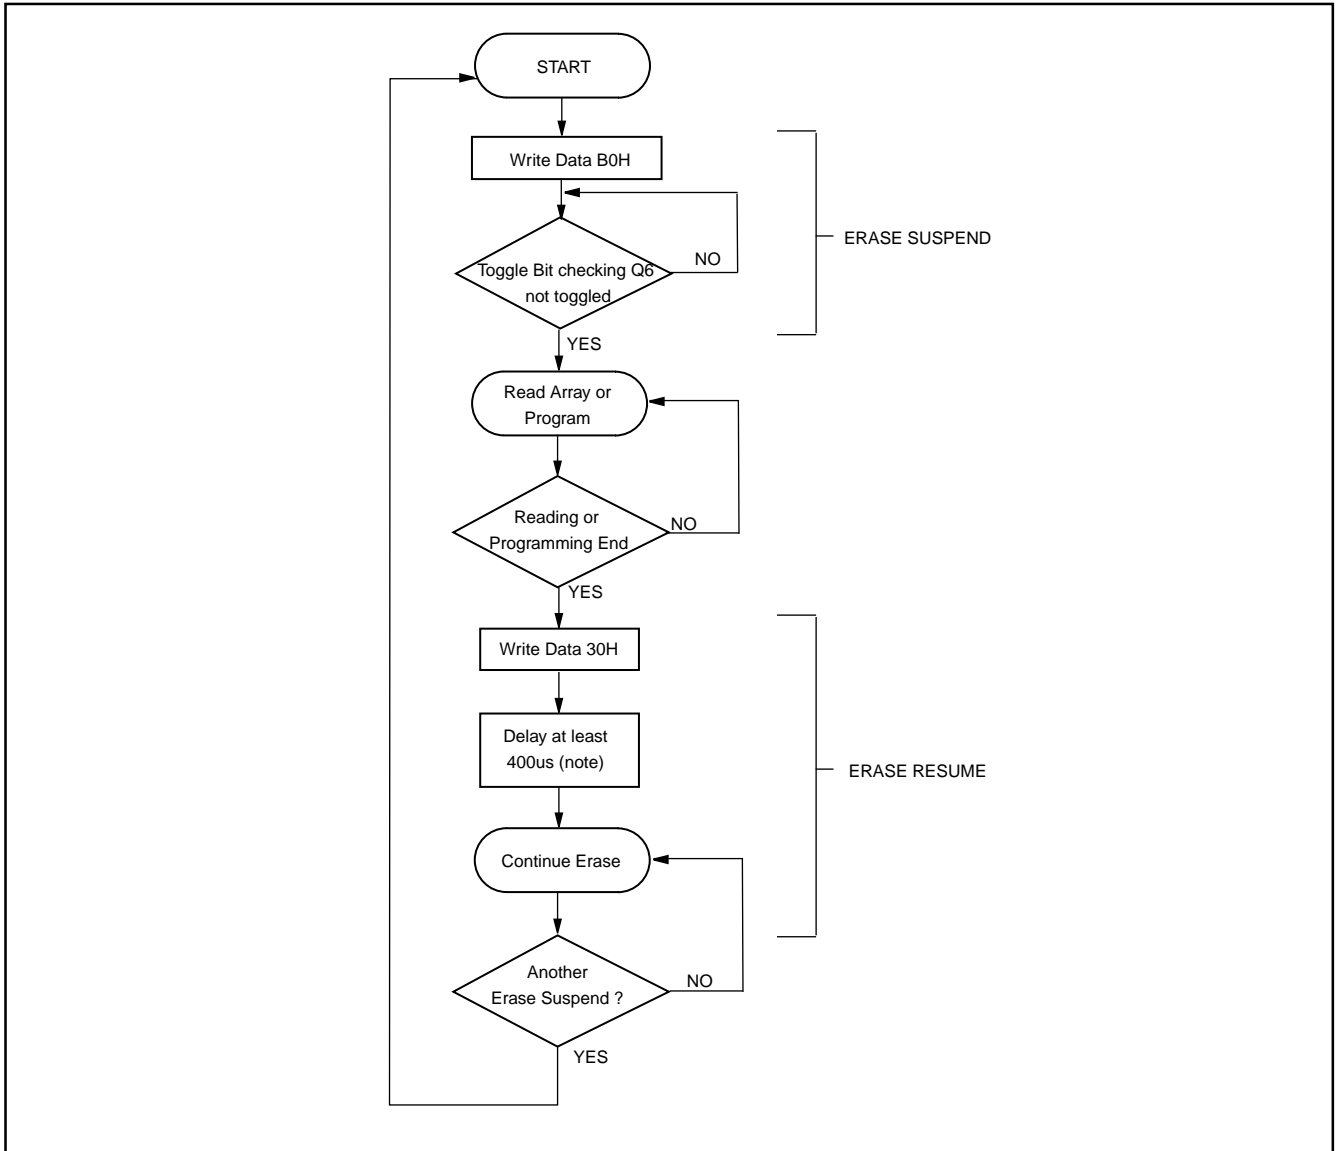 START
Write Data B0H
ERASE SUSPEND
NO
Toggle Bit checking Q6
not toggled
YES
Read Array or
Program
Reading or
Programming End
NO
YES
Write Data 30H
Delay at least
400us (note)
ERASE RESUME
Continue Erase
Another
Erase Suspend ?
NO
YES